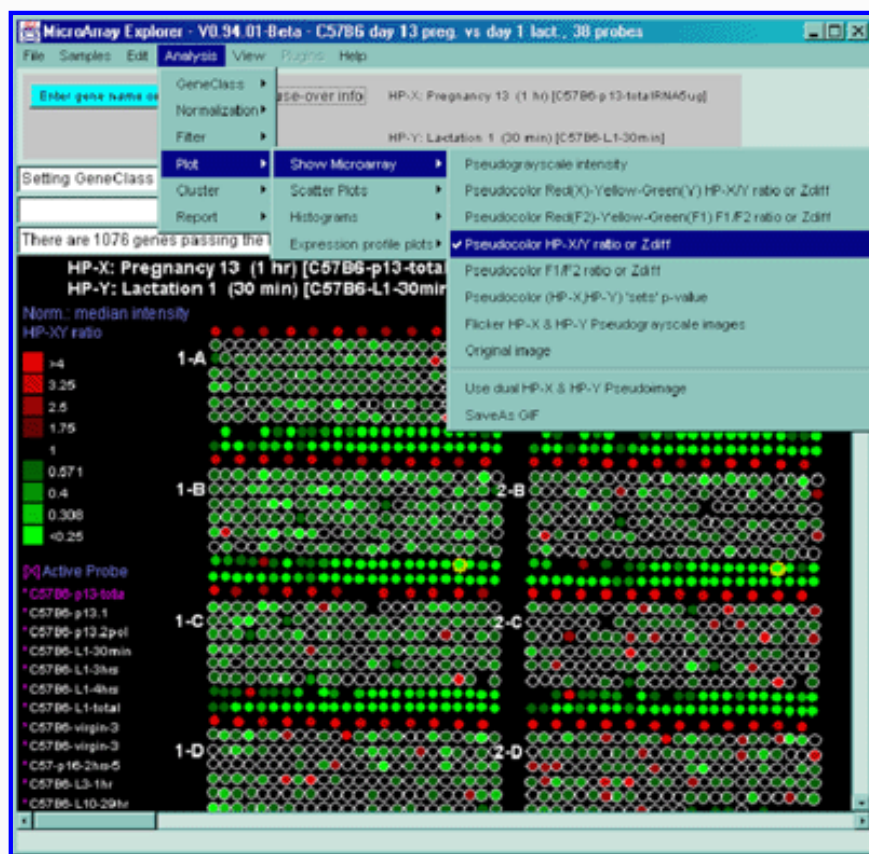 MicroArray Explorer - V0.94.01-Beta - C57B6 day 13 preg. vs day 1 lact., 38 probes
File Samples Edit Analysis View Plugins Help
Enter gene name or
use-over info
HP-X: Pregnancy 13 (1 hr) [C57B6-p13-totalRNA5ug]
HP-Y: Lactation 1 (30 min) [C57B6-L1-30min]
GeneClass
Normalization
Filter
Plot
Cluster
Report
Show Microarray
Scatter Plots
Histograms
Expression profile plots
Pseudograyscale intensity
Pseudocolor Red(X)-Yellow-Green(Y) HP-X/Y ratio or Zdiff
Pseudocolor Red(F2)-Yellow-Green(F1) F1/F2 ratio or Zdiff
✓ Pseudocolor HP-X/Y ratio or Zdiff
Pseudocolor F1/F2 ratio or Zdiff
Pseudocolor (HP-X,HP-Y) 'sets' p-value
Flicker HP-X & HP-Y Pseudograyscale images
Original image
Use dual HP-X & HP-Y Pseudoimage
SaveAs GIF
Setting GeneClass
There are 1076 genes passing the
HP-X: Pregnancy 13 (1 hr) [C57B6-p13-total
HP-Y: Lactation 1 (30 min) [C57B6-L1-30min
Norm.: median intensity
HP-XY ratio
>4
3.25
2.5
1.75
1
0.571
0.4
0.308
<0.25
1-A
1-B
2-B
1-C
2-C
1-D
2-D
[X] Active Probe
*C57B6-p13-tota
*C57B6-p13.1
*C57B6-p13.2pol
*C57B6-L1-30min
*C57B6-L1-3hrs
*C57B6-L1-4hrs
*C57B6-L1-total
*C57B6-virgin-3
*C57B6-virgin-3
*C57-p16-2hrs-5
*C57B6-L3-1hr
*C57B6-L10-29hr